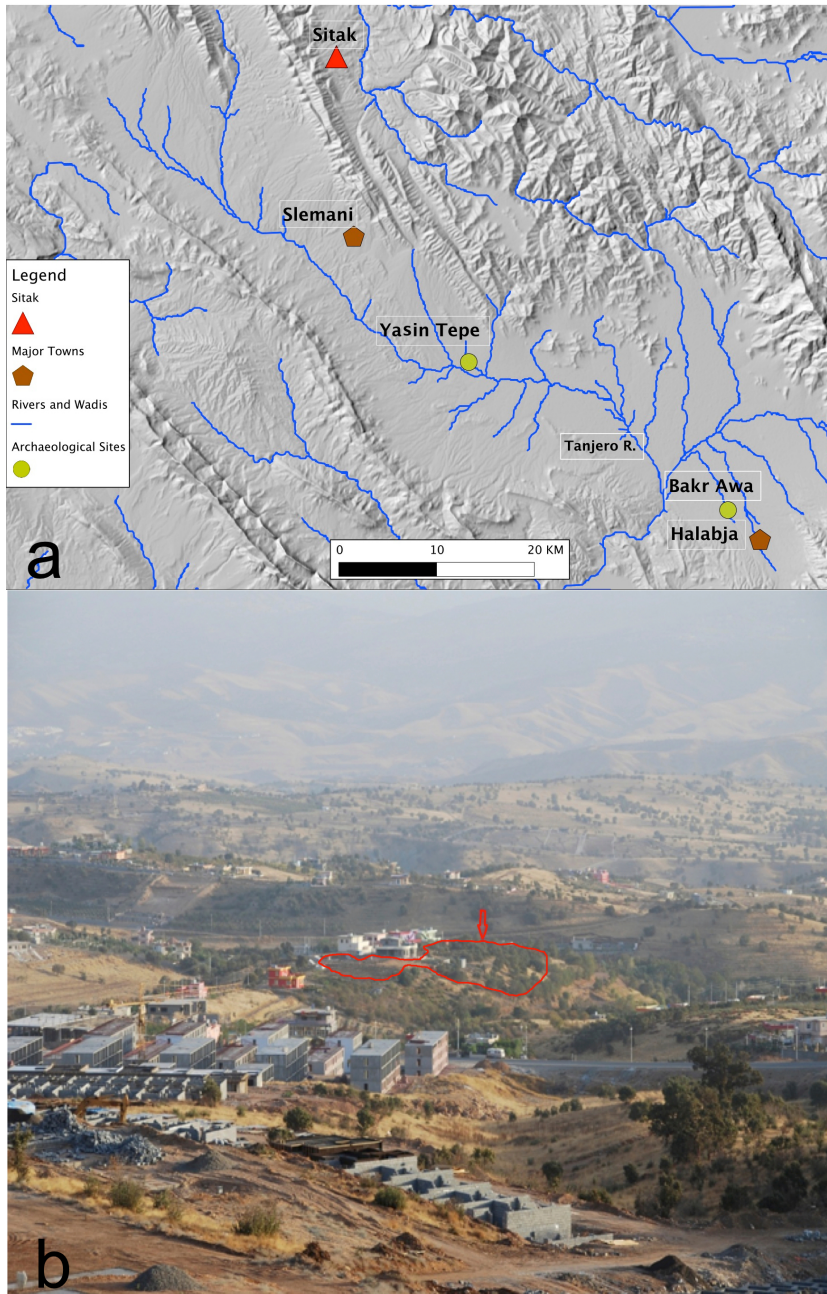 Sitak
Slemani
Legend
Sitak
Major Towns
Rivers and Wadis
Archaeological Sites
Yasin Tepe
Tanjero R.
Bakr Awa
Halabja
0 10 20 KM
a
b